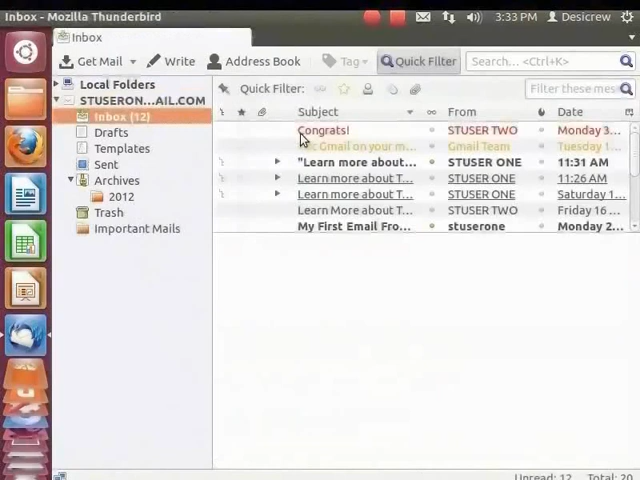 Inbox - Mozilla Thunderbird
3:33 PM
Desicrew
Inbox
Get Mail
Write
Address Book
Tag
Quick Filter
Search... <Ctrl+K>
Local Folders
STUSERON...AIL.COM
Inbox (12)
Drafts
Templates
Sent
Archives
2012
Trash
Important Mails
Quick Filter:
Filter these mes
Subject From Date
Congrats! STUSER TWO Monday 3...
Gmail on your m... Gmail Team Tuesday 1...
"Learn more about... STUSER ONE 11:31 AM
Learn more about T... STUSER ONE 11:26 AM
Learn more about T... STUSER ONE Saturday 1...
Learn More about T... STUSER TWO Friday 16 ...
My First Email Fro... stuserone Monday 2...
Unread: 12 Total: 20